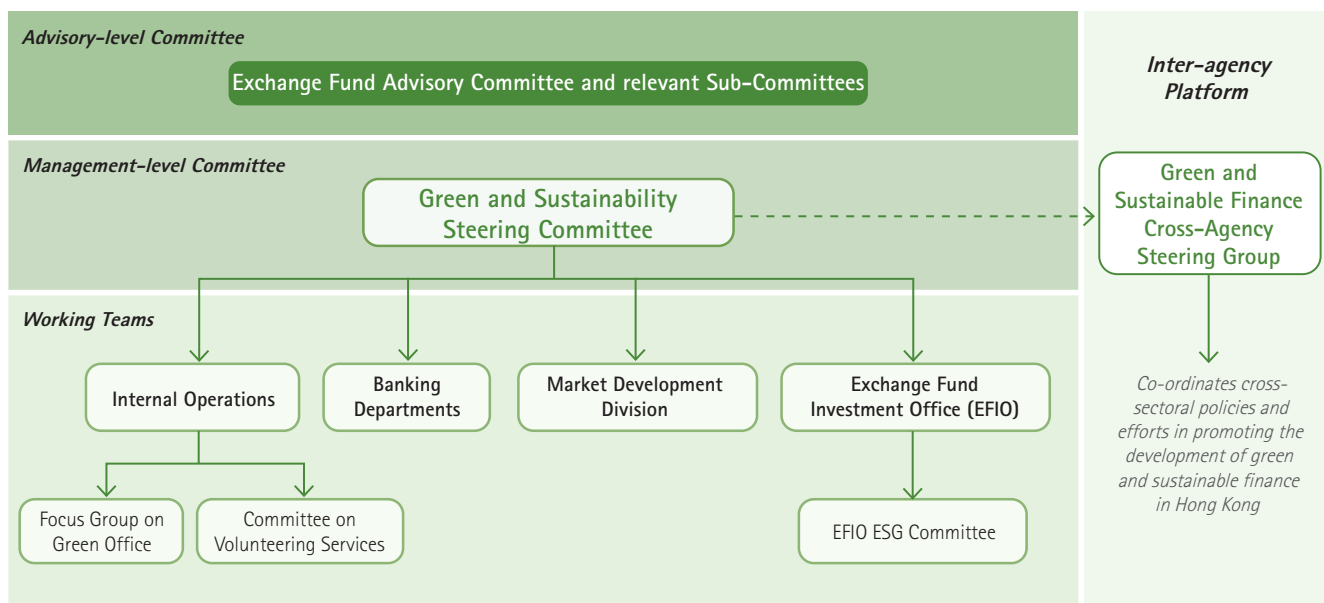 Advisory-level Committee
Exchange Fund Advisory Committee and relevant Sub-Committees
Inter-agency
Platform
Management-level Committee
Green and Sustainability
Steering Committee
Green and
Sustainable Finance
Cross-Agency
Steering Group
Working Teams
Internal Operations
Banking
Departments
Market Development
Division
Exchange Fund
Investment Office (EFIO)
Focus Group on
Green Office
Committee on
Volunteering Services
EFIO ESG Committee
Co-ordinates cross-
sectoral policies and
efforts in promoting the
development of green
and sustainable finance
in Hong Kong